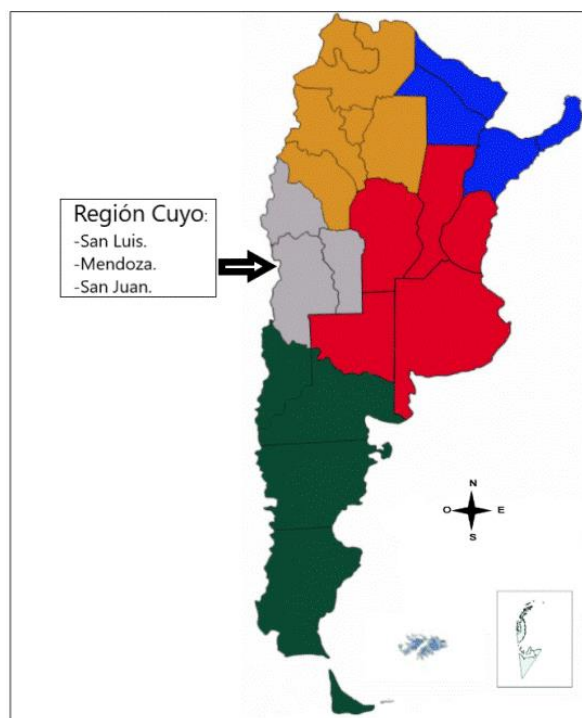 Región Cuyo:
-San Luis.
-Mendoza.
-San Juan.
N
O E
S